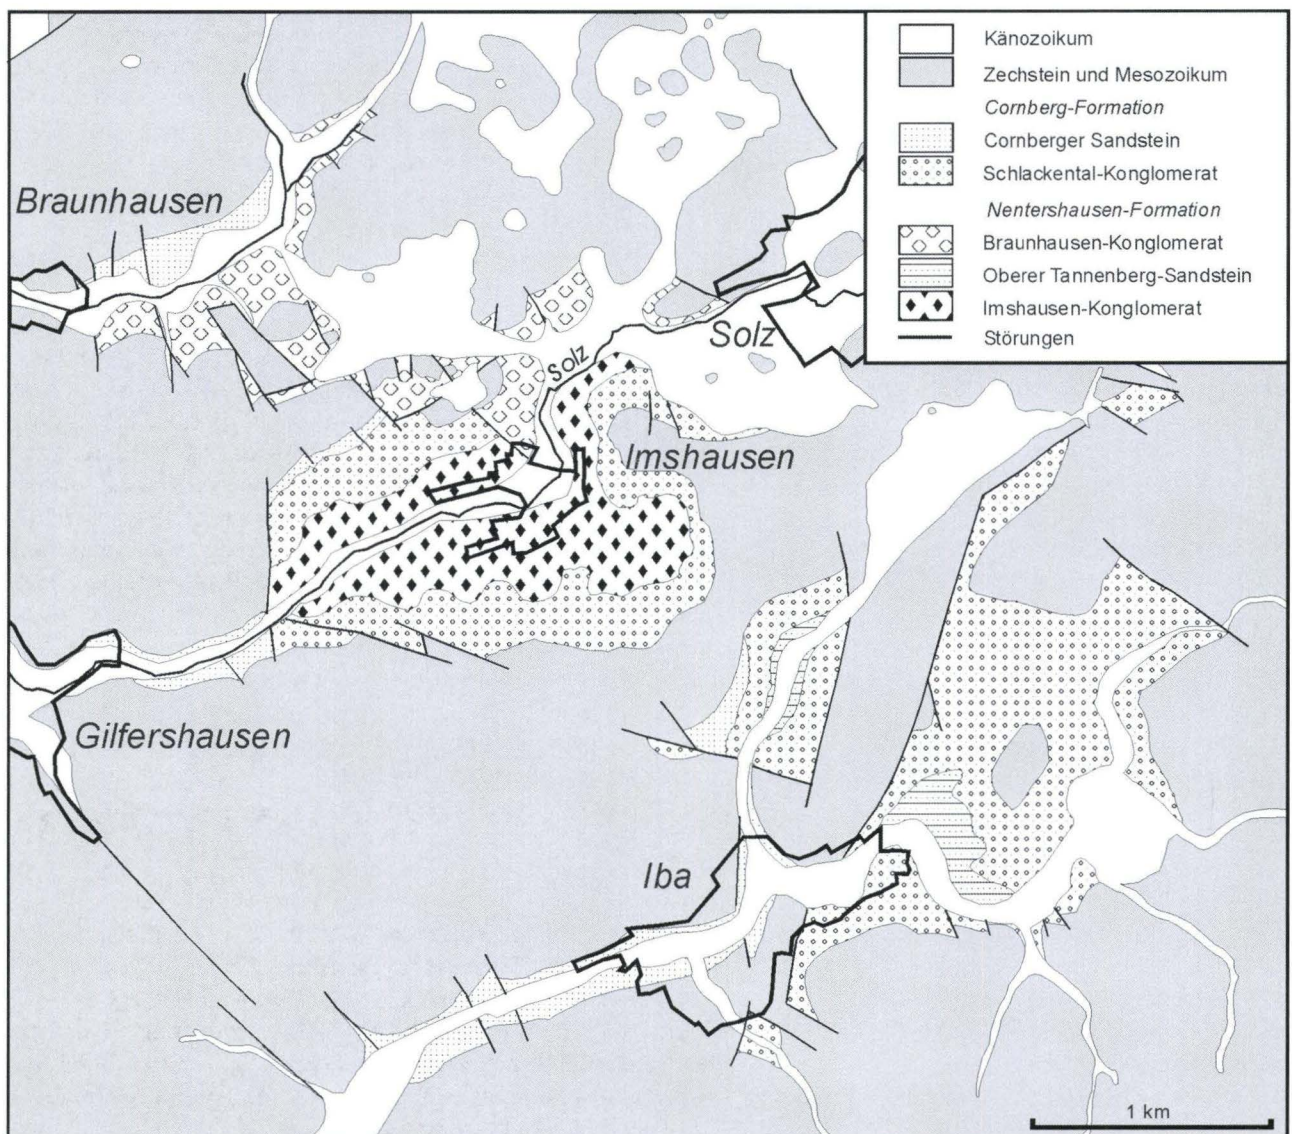 Känozoikum
Zechstein und Mesozoikum
Cornberg-Formation
Cornberger Sandstein
Schlackental-Konglomerat
Nentershausen-Formation
Braunhausen-Konglomerat
Oberer Tannenberg-Sandstein
Imshausen-Konglomerat
Störungen
Braunhausen
Solz
Solz
Imshausen
Gilfershausen
Iba
1 km